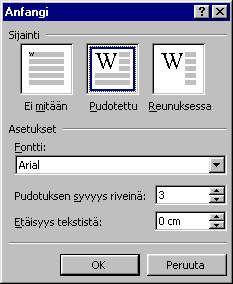 Anfangi
Sijainti
W W W
Ei mitään Pudotettu Reunuksessa
Asetukset
Fontti:
Arial
Pudotuksen syvyys riveinä: 3
Etäisyys tekstistä: 0 cm
OK Peruuta